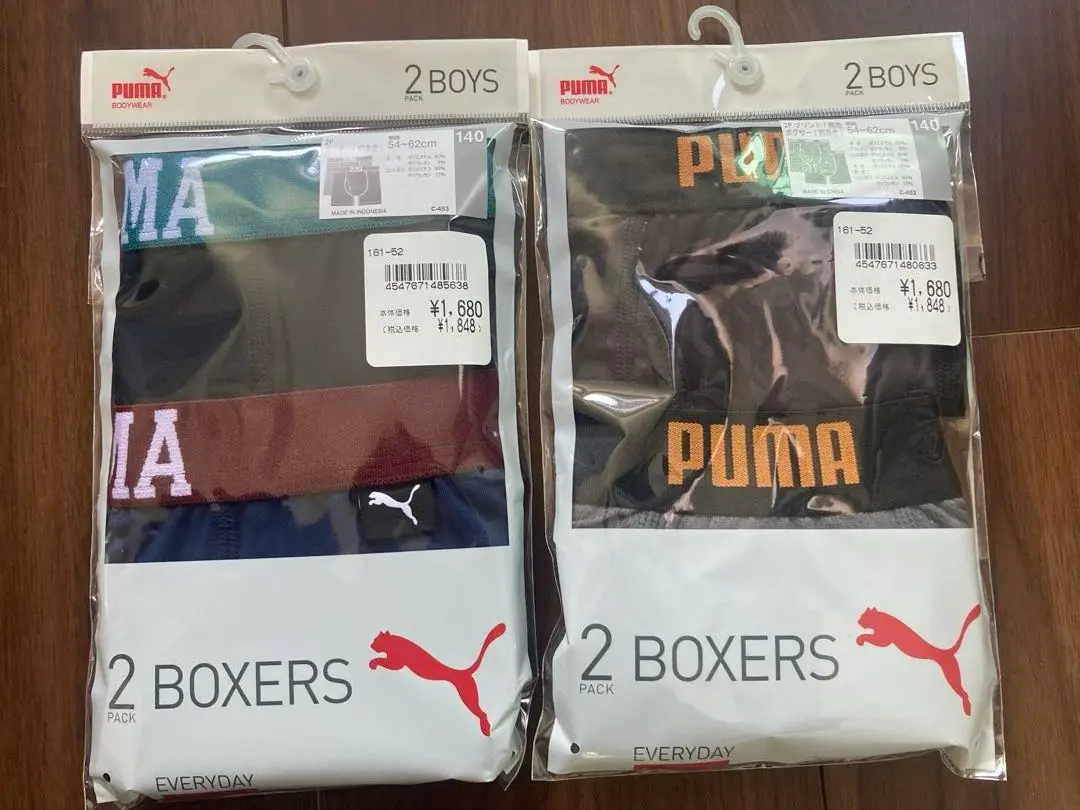 PUMA
BODYWEAR
2 BOYS
PACK
140
54~62cm
MADE IN INDONESIA
C-453
MA
161-52
4547671485638
本体価格 ¥1,680
(税込価格 ¥1,848)
MA
2 BOXERS
PACK
EVERYDAY
PUMA
BODYWEAR
2 BOYS
PACK
140
54~62cm
MADE IN CHINA
C-452
PU
161-52
4547671480633
本体価格 ¥1,680
(税込価格 ¥1,848)
PUMA
2 BOXERS
PACK
EVERYDAY